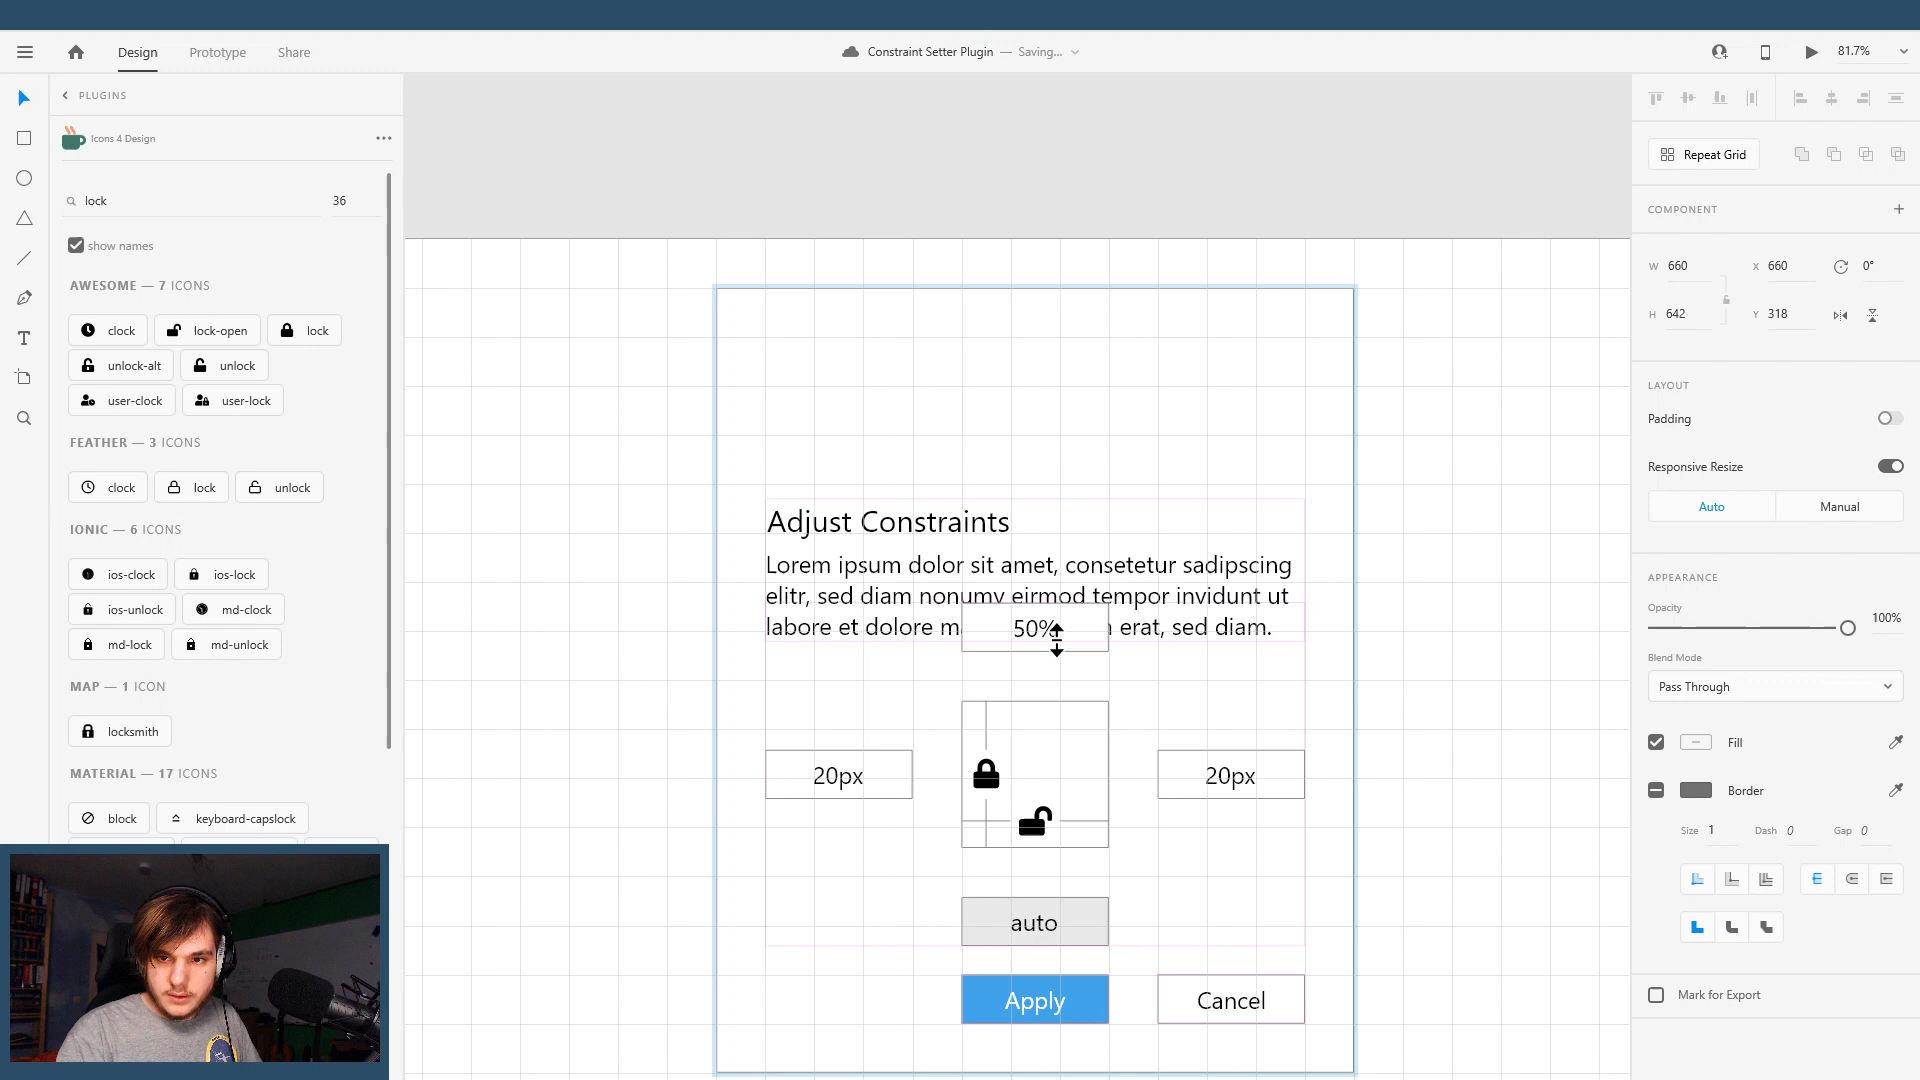 Design
Prototype
Share
Constraint Setter Plugin — Saving...
81.7%
PLUGINS
Icons 4 Design
lock
36
show names
AWESOME — 7 ICONS
clock
lock-open
lock
unlock-alt
unlock
user-clock
user-lock
FEATHER — 3 ICONS
clock
lock
unlock
IONIC — 6 ICONS
ios-clock
ios-lock
ios-unlock
md-clock
md-lock
md-unlock
MAP — 1 ICON
locksmith
MATERIAL — 17 ICONS
block
keyboard-capslock
Adjust Constraints
Lorem ipsum dolor sit amet, consetetur sadipscing
elitr, sed diam nonumy eirmod tempor invidunt ut
labore et dolore erat, sed diam.
50%
20px
20px
auto
Apply
Cancel
Repeat Grid
COMPONENT
W 660
X 660
0°
H 642
Y 318
LAYOUT
Padding
Responsive Resize
Auto
Manual
APPEARANCE
Opacity
100%
Blend Mode
Pass Through
Fill
Border
Size 1
Dash 0
Gap 0
Mark for Export